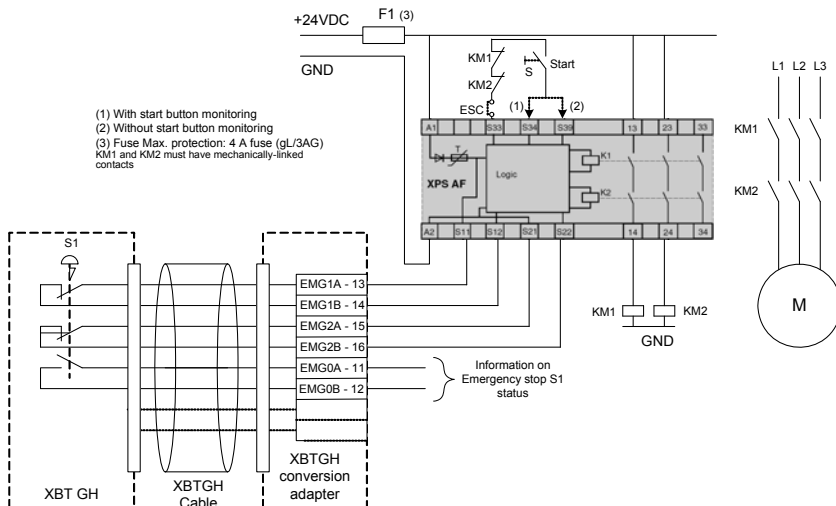 +24VDC
F1 (3)
GND
KM1
KM2
ESC
S
Start
(1)
(2)
(1) With start button monitoring
(2) Without start button monitoring
(3) Fuse Max. protection: 4 A fuse (gL/3AG)
KM1 and KM2 must have mechanically-linked
contacts
L1 L2 L3
KM1
KM2
M
A1 S33 S34 S39 13 23 33
T
XPS AF
Logic
K1
K2
A2 S11 S12 S21 S22 14 24 34
KM1
KM2
GND
S1
EMG1A - 13
EMG1B - 14
EMG2A - 15
EMG2B - 16
EMG0A - 11
EMG0B - 12
Information on
Emergency stop S1
status
XBT GH
XBTGH
Cable
XBTGH
conversion
adapter